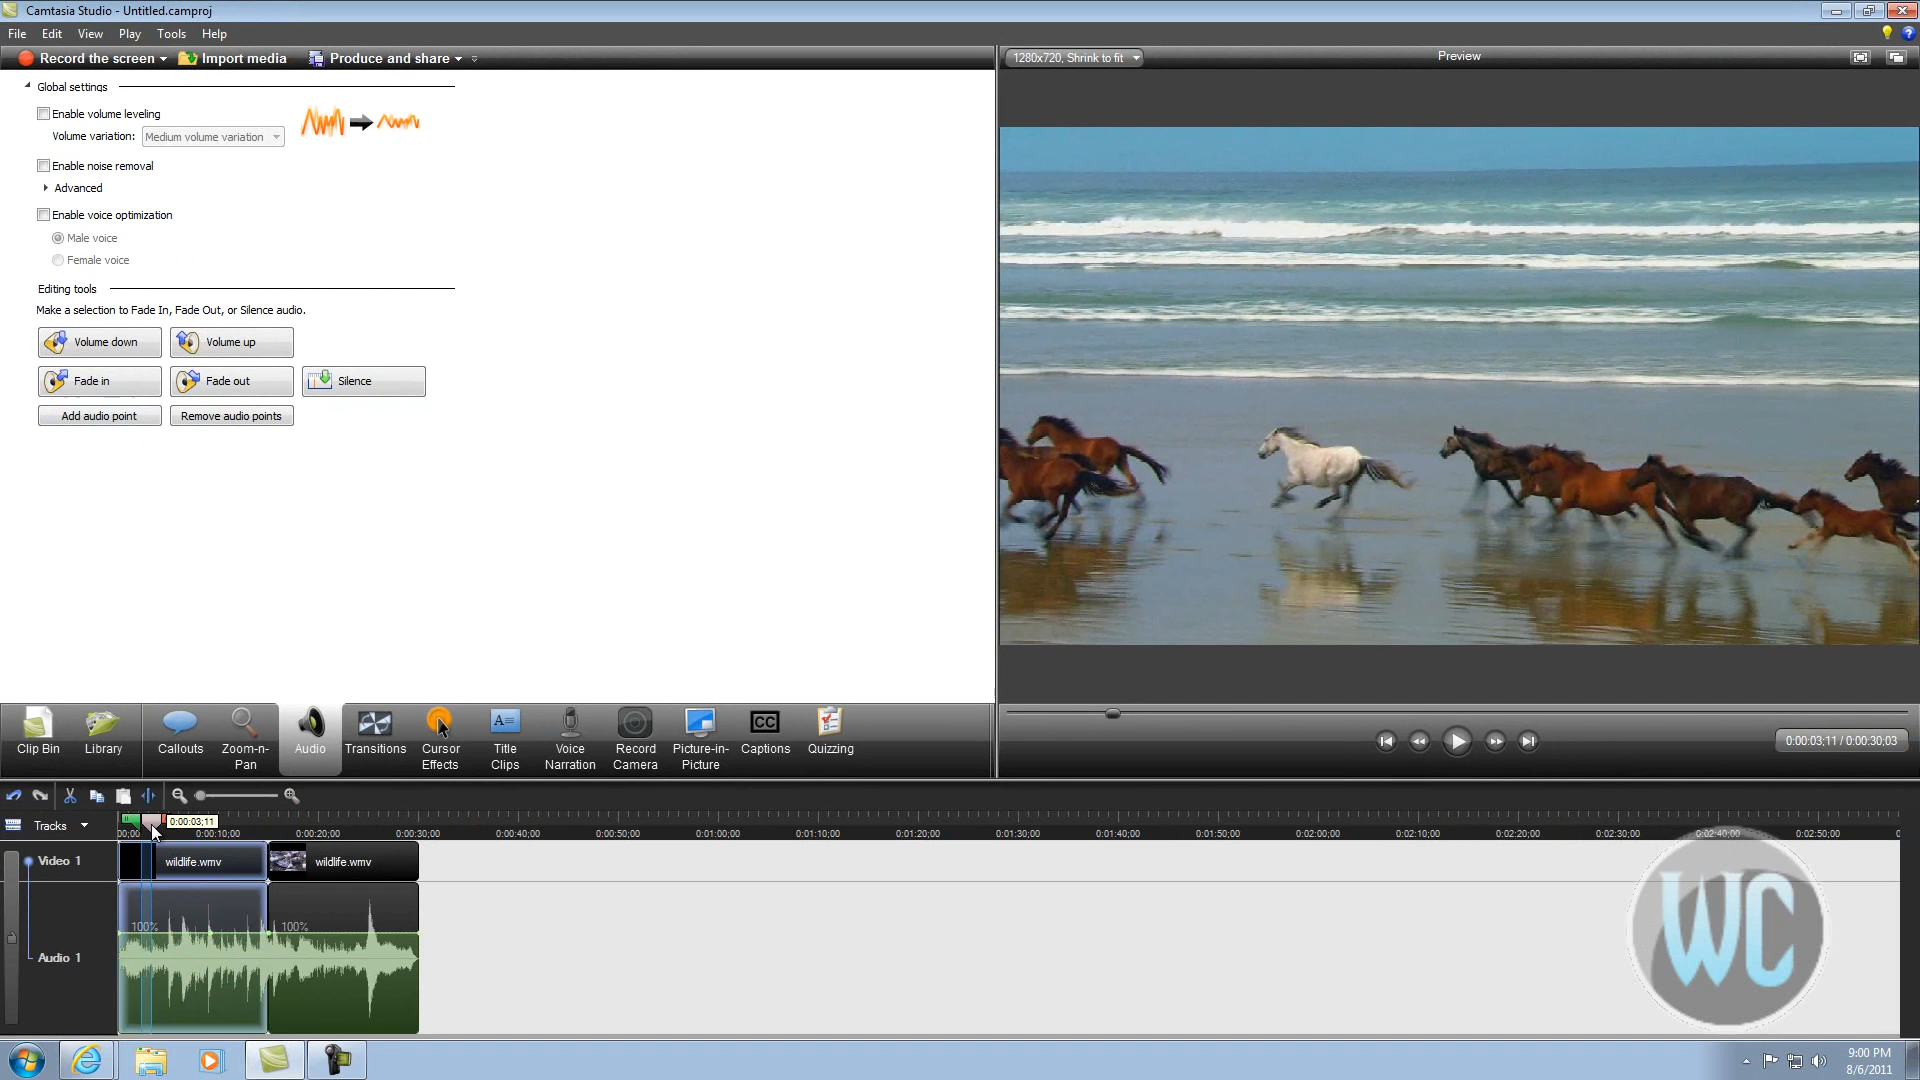 Camtasia Studio - Untitled.camproj
File Edit View Play Tools Help
Record the screen Import media Produce and share
1280x720, Shrink to fit Preview
Global settings
Enable volume leveling
Volume variation: Medium volume variation
Enable noise removal
Advanced
Enable voice optimization
Male voice
Female voice
Editing tools
Make a selection to Fade In, Fade Out, or Silence audio.
Volume down Volume up
Fade in Fade out Silence
Add audio point Remove audio points
Clip Bin Library Callouts Zoom-n-Pan Audio Transitions Cursor Effects Title Clips Voice Narration Record Camera Picture-in-Picture CC Captions Quizzing
0:00:03;11 / 0:00:30;03
Tracks 0:00:03;11
00;00 0:00:10;00 0:00:20;00 0:00:30;00 0:00:40;00 0:00:50;00 0:01:00;00 0:01:10;00 0:01:20;00 0:01:30;00 0:01:40;00 0:01:50;00 0:02:00;00 0:02:10;00 0:02:20;00 0:02:30;00 0:02:40;00 0:02:50;00
Video 1 wildlife.wmv wildlife.wmv
100% 100%
Audio 1
WC
9:00 PM
8/6/2011